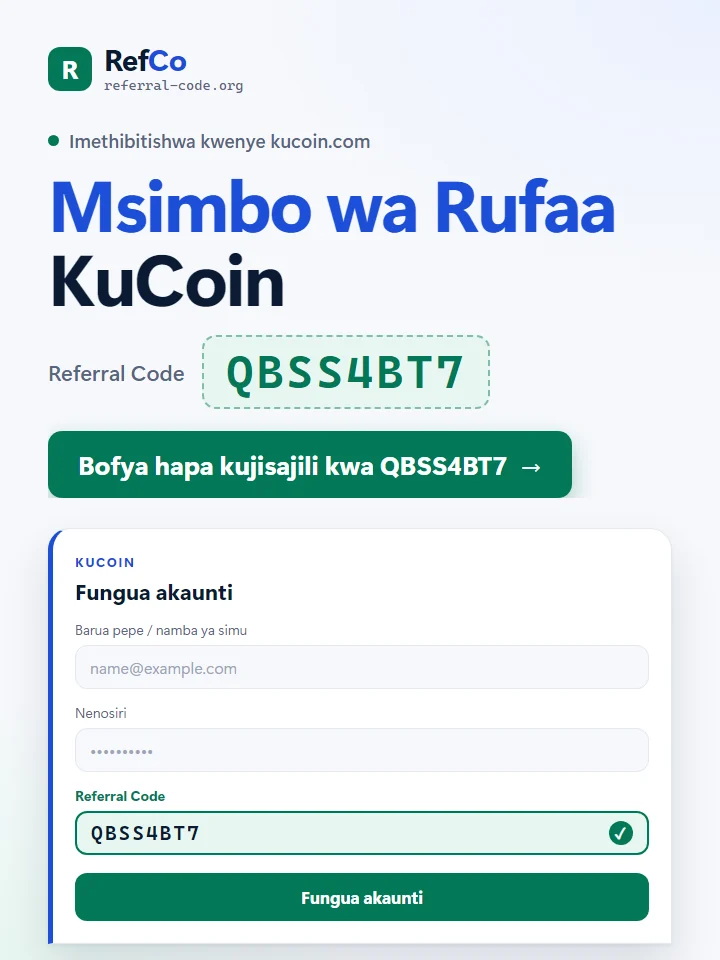 R
RefCo
referral-code.org
Imethibitishwa kwenye kucoin.com
Msimbo wa Rufaa
KuCoin
Referral Code QBSS4BT7
Bofya hapa kujisajili kwa QBSS4BT7 →
KUCOIN
Fungua akaunti
Barua pepe / namba ya simu
name@example.com
Nenosiri
••••••••••
Referral Code
QBSS4BT7 ✓
Fungua akaunti